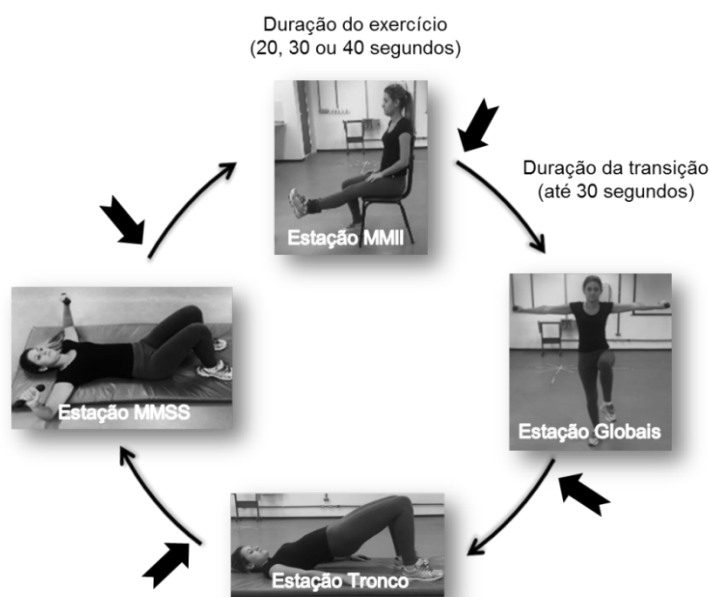 Duração do exercício
(20, 30 ou 40 segundos)
Estação MMII
Duração da transição
(até 30 segundos)
Estação Globais
Estação Tronco
Estação MMSS